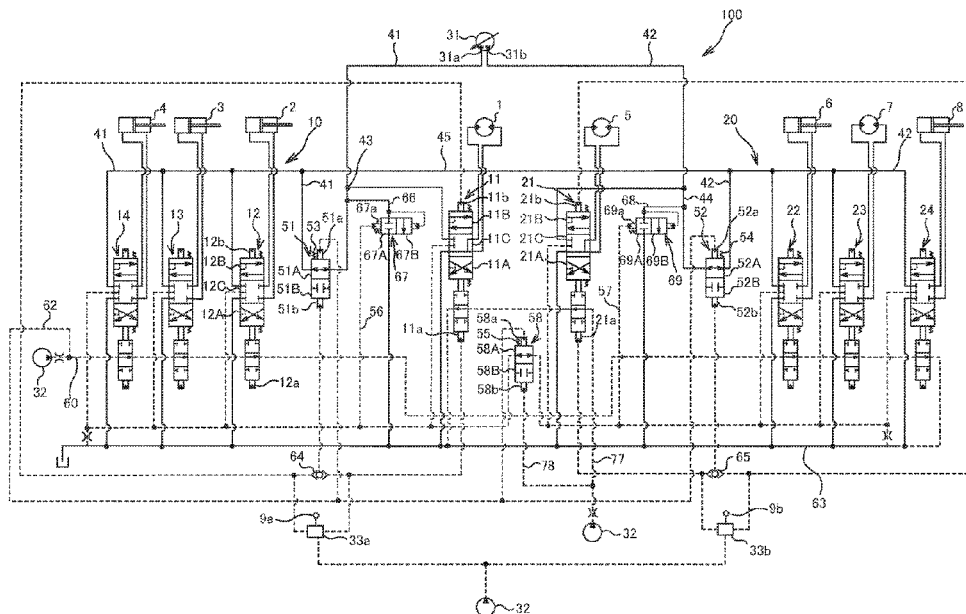 31 100
41 31a 31b 42
4 3 2 1 5 6 7 8
41 10 43 45 20 42
66 11 21 68
14 13 12 51 51a 41 67a 11b 21b 69a 42 44 52 52a 22 23 24
12b 53 11B 21B 54
12B 51A 67A 67B 11C 21C 69A 69B 52A
12C 51B 67 11A 21A 69 52B
62 12A 51b 56 58a 57 52b
11a 55 58 21a
58A
32 12a 58B
60 58b
64 78 77 65 63
9a 9b
33a 32 33b
32